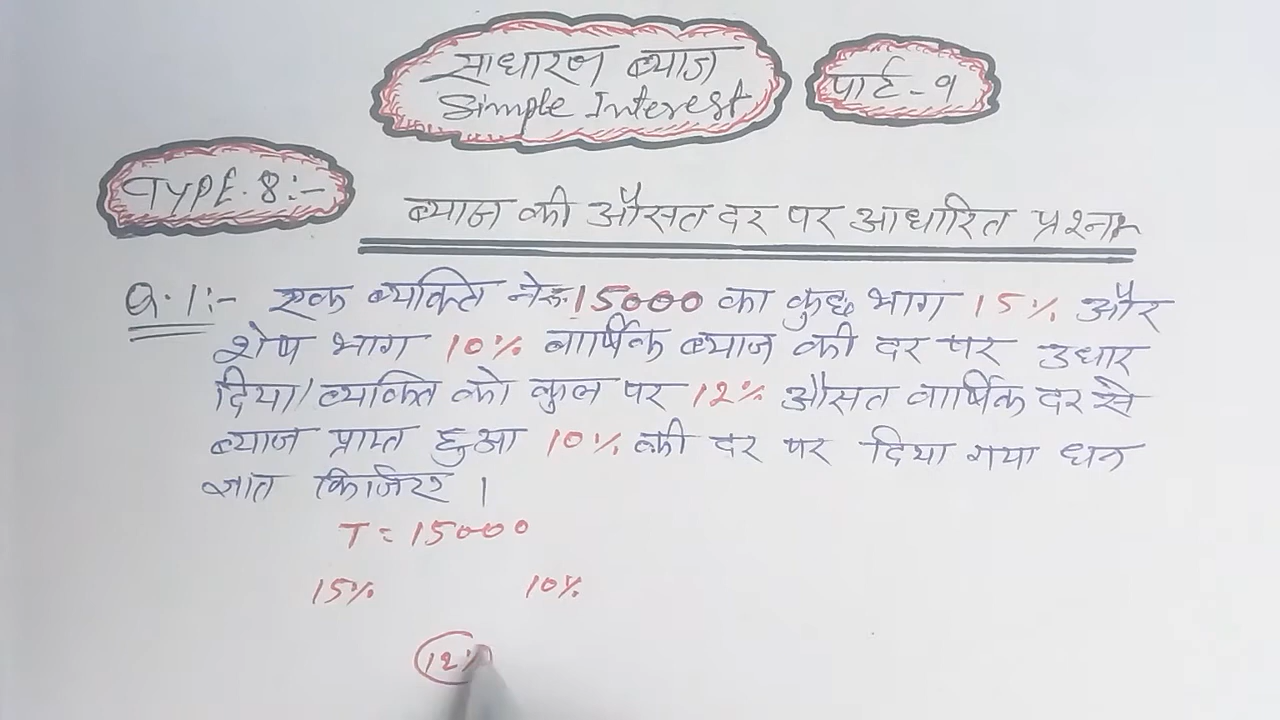 साधारण ब्याज
Simple Interest
पार्ट-१
TYPE.8:-
ब्याज की औसत दर पर आधारित प्रश्न
Q.1:- एक व्यक्ति ने रू.15000 का कुछ भाग 15% और
शेष भाग 10% वार्षिक ब्याज की दर पर उधार
दिया। व्यक्ति को कुल पर 12% औसत वार्षिक दर से
ब्याज प्राप्त हुआ 10% की दर पर दिया गया धन
ज्ञात किजिए ।
T = 15000
15% 10%
12%